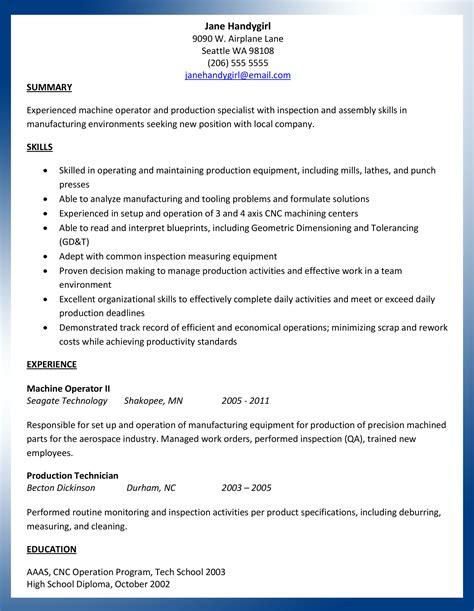 Jane Handygirl
9090 W. Airplane Lane
Seattle WA 98108
(206) 555 5555
janehandygirl@email.com
SUMMARY
Experienced machine operator and production specialist with inspection and assembly skills in
manufacturing environments seeking new position with local company.
SKILLS
• Skilled in operating and maintaining production equipment, including mills, lathes, and punch
presses
• Able to analyze manufacturing and tooling problems and formulate solutions
• Experienced in setup and operation of 3 and 4 axis CNC machining centers
• Able to read and interpret blueprints, including Geometric Dimensioning and Tolerancing
(GD&T)
• Adept with common inspection measuring equipment
• Proven decision making to manage production activities and effective work in a team
environment
• Excellent organizational skills to effectively complete daily activities and meet or exceed daily
production deadlines
• Demonstrated track record of efficient and economical operations; minimizing scrap and rework
costs while achieving productivity standards
EXPERIENCE
Machine Operator II
Seagate Technology Shakopee, MN 2005 - 2011
Responsible for set up and operation of manufacturing equipment for production of precision machined
parts for the aerospace industry. Managed work orders, performed inspection (QA), trained new
employees.
Production Technician
Becton Dickinson Durham, NC 2003 – 2005
Performed routine monitoring and inspection activities per product specifications, including deburring,
measuring, and cleaning.
EDUCATION
AAAS, CNC Operation Program, Tech School 2003
High School Diploma, October 2002